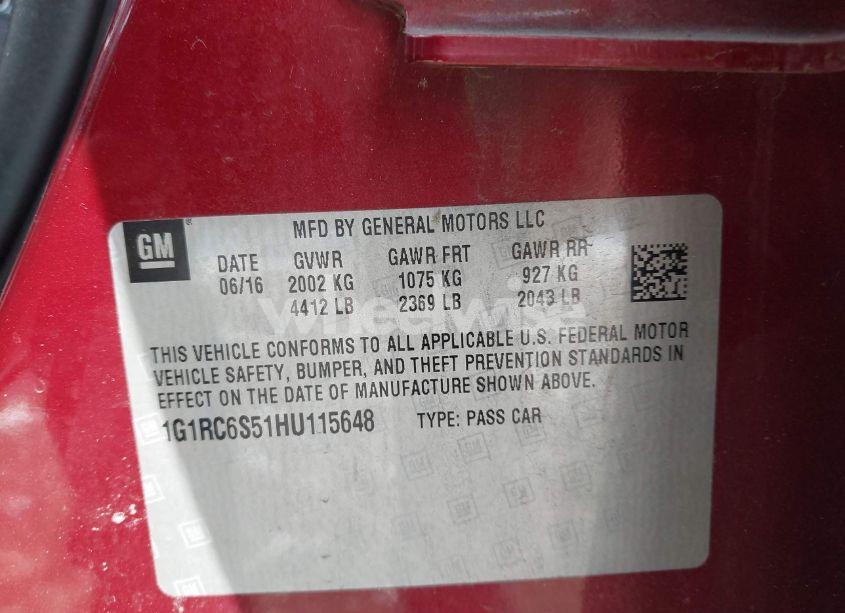 GM
MFD BY GENERAL MOTORS LLC
DATE GVWR GAWR FRT GAWR RR
06/16 2002 KG 1075 KG 927 KG
4412 LB 2369 LB 2043 LB
wheelwise
THIS VEHICLE CONFORMS TO ALL APPLICABLE U.S. FEDERAL MOTOR
VEHICLE SAFETY, BUMPER, AND THEFT PREVENTION STANDARDS IN
EFFECT ON THE DATE OF MANUFACTURE SHOWN ABOVE.
1G1RC6S51HU115648 TYPE: PASS CAR